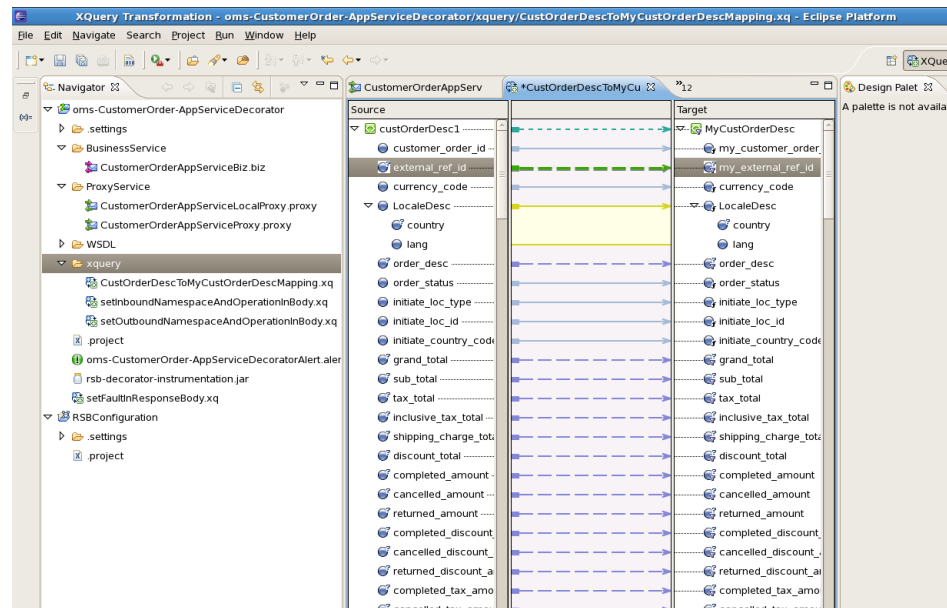 XQuery Transformation - oms-CustomerOrder-AppServiceDecorator/xquery/CustOrderDescToMyCustOrderDescMapping.xq - Eclipse Platform
File Edit Navigate Search Project Run Window Help
XQue
Navigator
CustomerOrderAppServ
*CustOrderDescToMyCu
»12
Design Palet
A palette is not availa
oms-CustomerOrder-AppServiceDecorator
.settings
BusinessService
CustomerOrderAppServiceBiz.biz
ProxyService
CustomerOrderAppServiceLocalProxy.proxy
CustomerOrderAppServiceProxy.proxy
WSDL
xquery
CustOrderDescToMyCustOrderDescMapping.xq
setInboundNamespaceAndOperationInBody.xq
setOutboundNamespaceAndOperationInBody.xq
.project
oms-CustomerOrder-AppServiceDecoratorAlert.aler
rsb-decorator-instrumentation.jar
setFaultInResponseBody.xq
RSBConfiguration
.settings
.project
Source
custOrderDesc1
customer_order_id
external_ref_id
currency_code
LocaleDesc
country
lang
order_desc
order_status
initiate_loc_type
initiate_loc_id
initiate_country_code
grand_total
sub_total
tax_total
inclusive_tax_total
shipping_charge_tota
discount_total
completed_amount
cancelled_amount
returned_amount
completed_discount
cancelled_discount_
returned_discount_a
completed_tax_amo
Target
MyCustOrderDesc
my_customer_order_
my_external_ref_id
currency_code
LocaleDesc
country
lang
order_desc
order_status
initiate_loc_type
initiate_loc_id
initiate_country_code
grand_total
sub_total
tax_total
inclusive_tax_total
shipping_charge_tota
discount_total
completed_amount
cancelled_amount
returned_amount
completed_discount
cancelled_discount_
returned_discount_a
completed_tax_amo